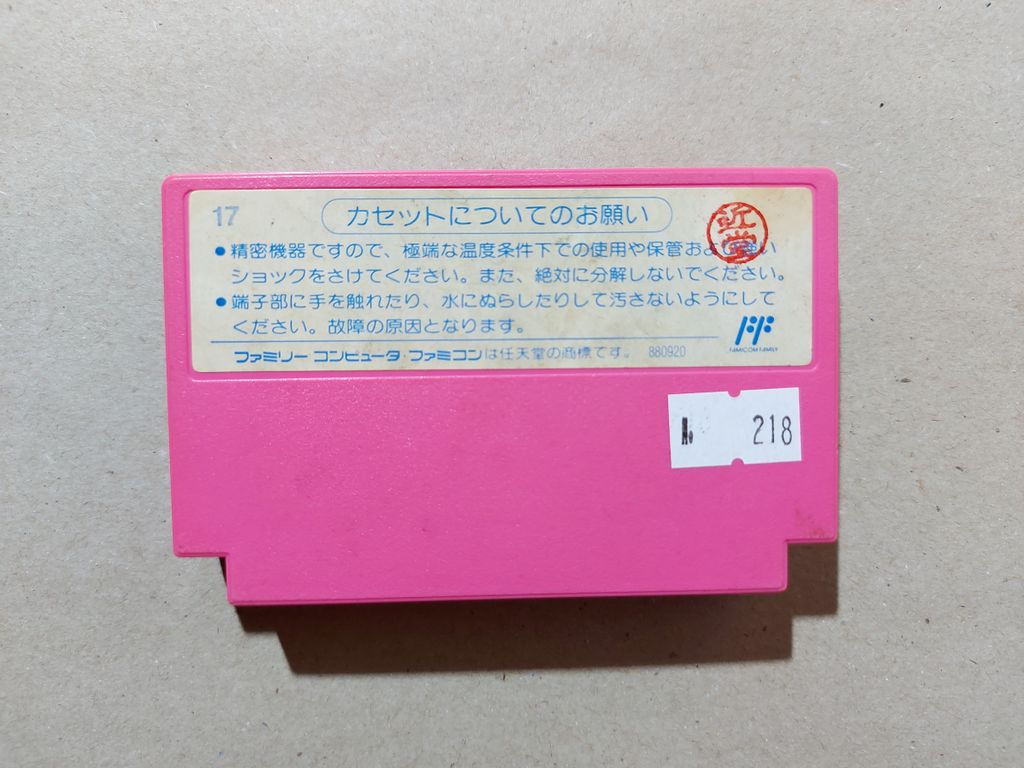 17
カセットについてのお願い
近
堂
●精密機器ですので、極端な温度条件下での使用や保管および強い
ショックをさけてください。また、絶対に分解しないでください。
●端子部に手を触れたり、水にぬらしたりして汚さないようにして
ください。故障の原因となります。
FF
FAMICOM FAMILY
ファミリー コンピュータ・ファミコンは任天堂の商標です。 880920
218